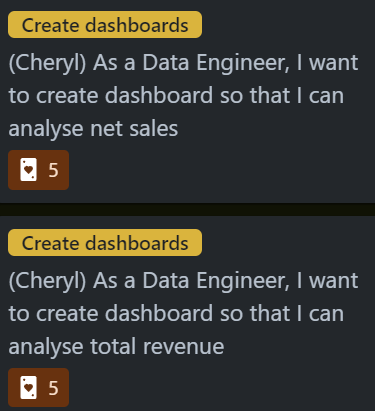 Create dashboards
(Cheryl) As a Data Engineer, I want
to create dashboard so that I can
analyse net sales
5
Create dashboards
(Cheryl) As a Data Engineer, I want
to create dashboard so that I can
analyse total revenue
5